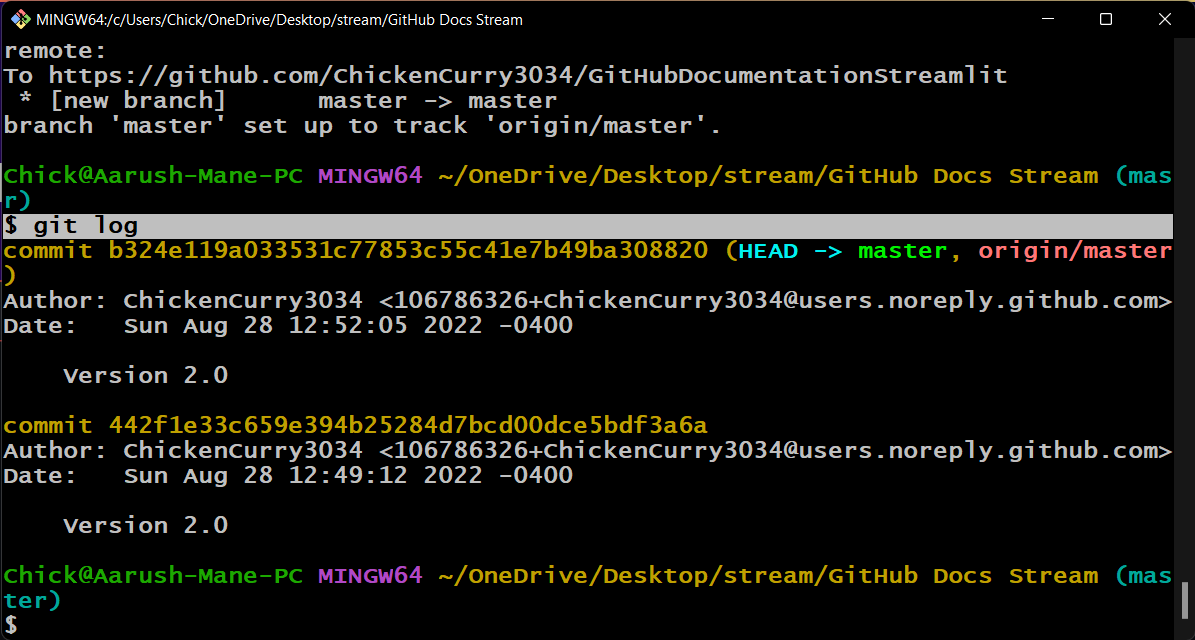 MINGW64:/c/Users/Chick/OneDrive/Desktop/stream/GitHub Docs Stream
remote:
To https://github.com/ChickenCurry3034/GitHubDocumentationStreamlit
 * [new branch]      master -> master
branch 'master' set up to track 'origin/master'.
Chick@Aarush-Mane-PC MINGW64 ~/OneDrive/Desktop/stream/GitHub Docs Stream (mas
r)
$ git log
commit b324e119a033531c77853c55c41e7b49ba308820 (HEAD -> master, origin/master
)
Author: ChickenCurry3034 <106786326+ChickenCurry3034@users.noreply.github.com>
Date:   Sun Aug 28 12:52:05 2022 -0400
    Version 2.0
commit 442f1e33c659e394b25284d7bcd00dce5bdf3a6a
Author: ChickenCurry3034 <106786326+ChickenCurry3034@users.noreply.github.com>
Date:   Sun Aug 28 12:49:12 2022 -0400
    Version 2.0
Chick@Aarush-Mane-PC MINGW64 ~/OneDrive/Desktop/stream/GitHub Docs Stream (mas
ter)
$